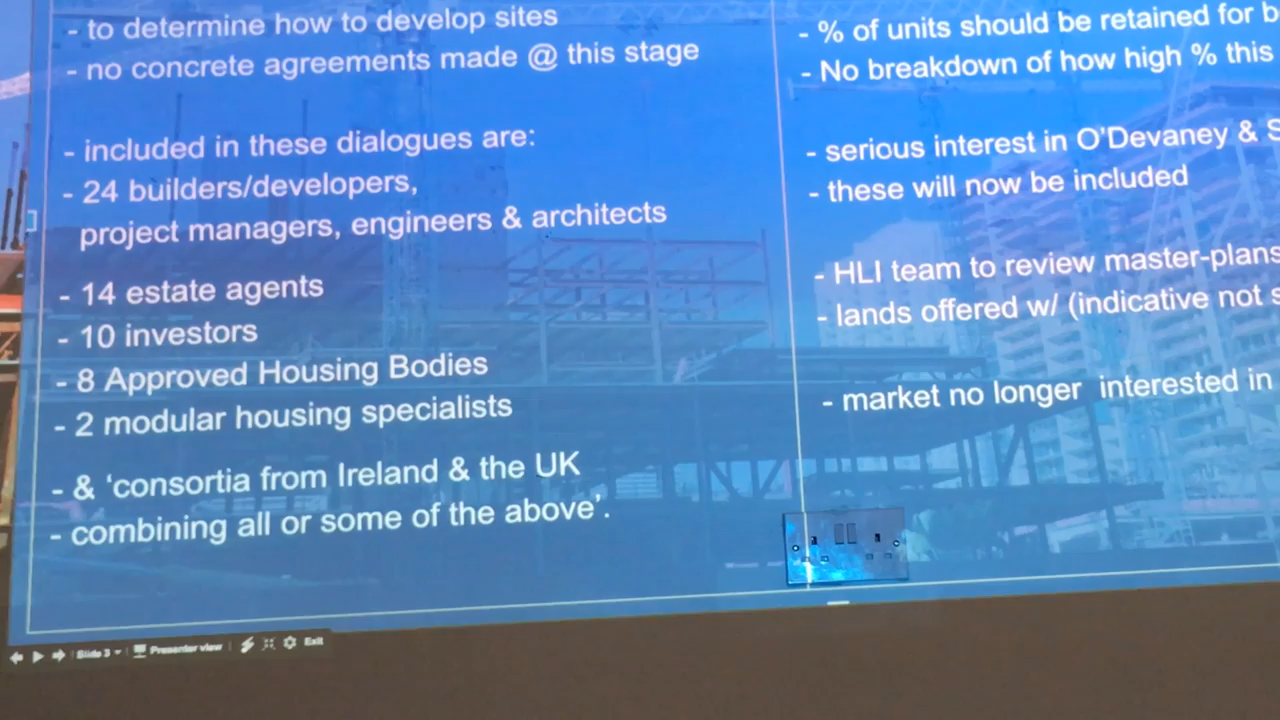 - to determine how to develop sites
- no concrete agreements made @ this stage
- included in these dialogues are:
- 24 builders/developers,
project managers, engineers & architects
- 14 estate agents
- 10 investors
- 8 Approved Housing Bodies
- 2 modular housing specialists
- & ‘consortia from Ireland & the UK
- combining all or some of the above’.
- % of units should be retained for
- No breakdown of how high % this
- serious interest in O'Devaney &
- these will now be included
- HLI team to review master-plans
- lands offered w/ (indicative not
- market no longer interested in
Slide 3
Presenter view
Exit